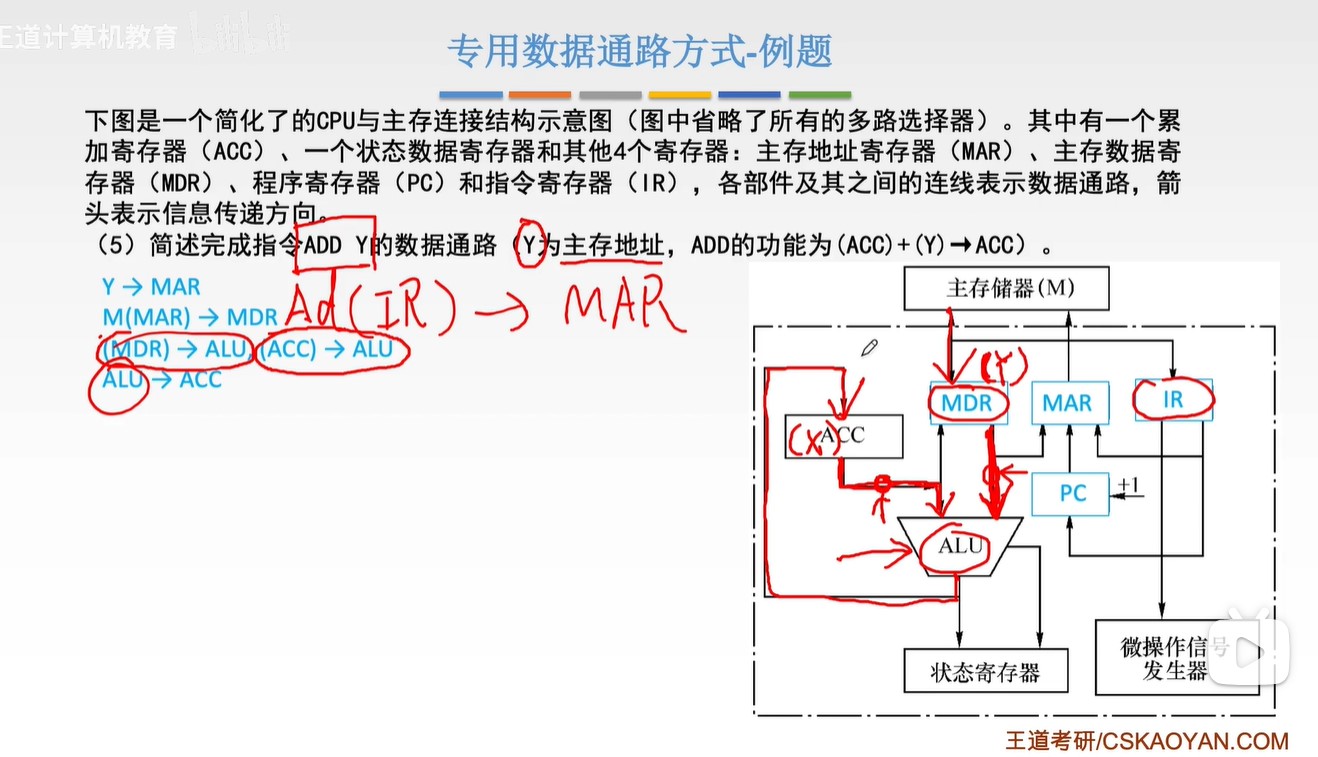 王道计算机教育 bilibili
专用数据通路方式-例题
下图是一个简化了的CPU与主存连接结构示意图（图中省略了所有的多路选择器）。其中有一个累
加寄存器（ACC）、一个状态数据寄存器和其他4个寄存器：主存地址寄存器（MAR）、主存数据寄
存器（MDR）、程序寄存器（PC）和指令寄存器（IR），各部件及其之间的连线表示数据通路，箭
头表示信息传递方向。
（5）简述完成指令ADD Y的数据通路（Y为主存地址，ADD的功能为(ACC)+(Y)→ACC）。
Y → MAR
M(MAR) → MDR
Ad(IR) → MAR
(MDR) → ALU, (ACC) → ALU
ALU → ACC
主存储器(M)
(Y)
MDR
MAR
IR
(X)
ACC
PC
+1
ALU
状态寄存器
微操作信号
发生器
王道考研/CSKAOYAN.COM